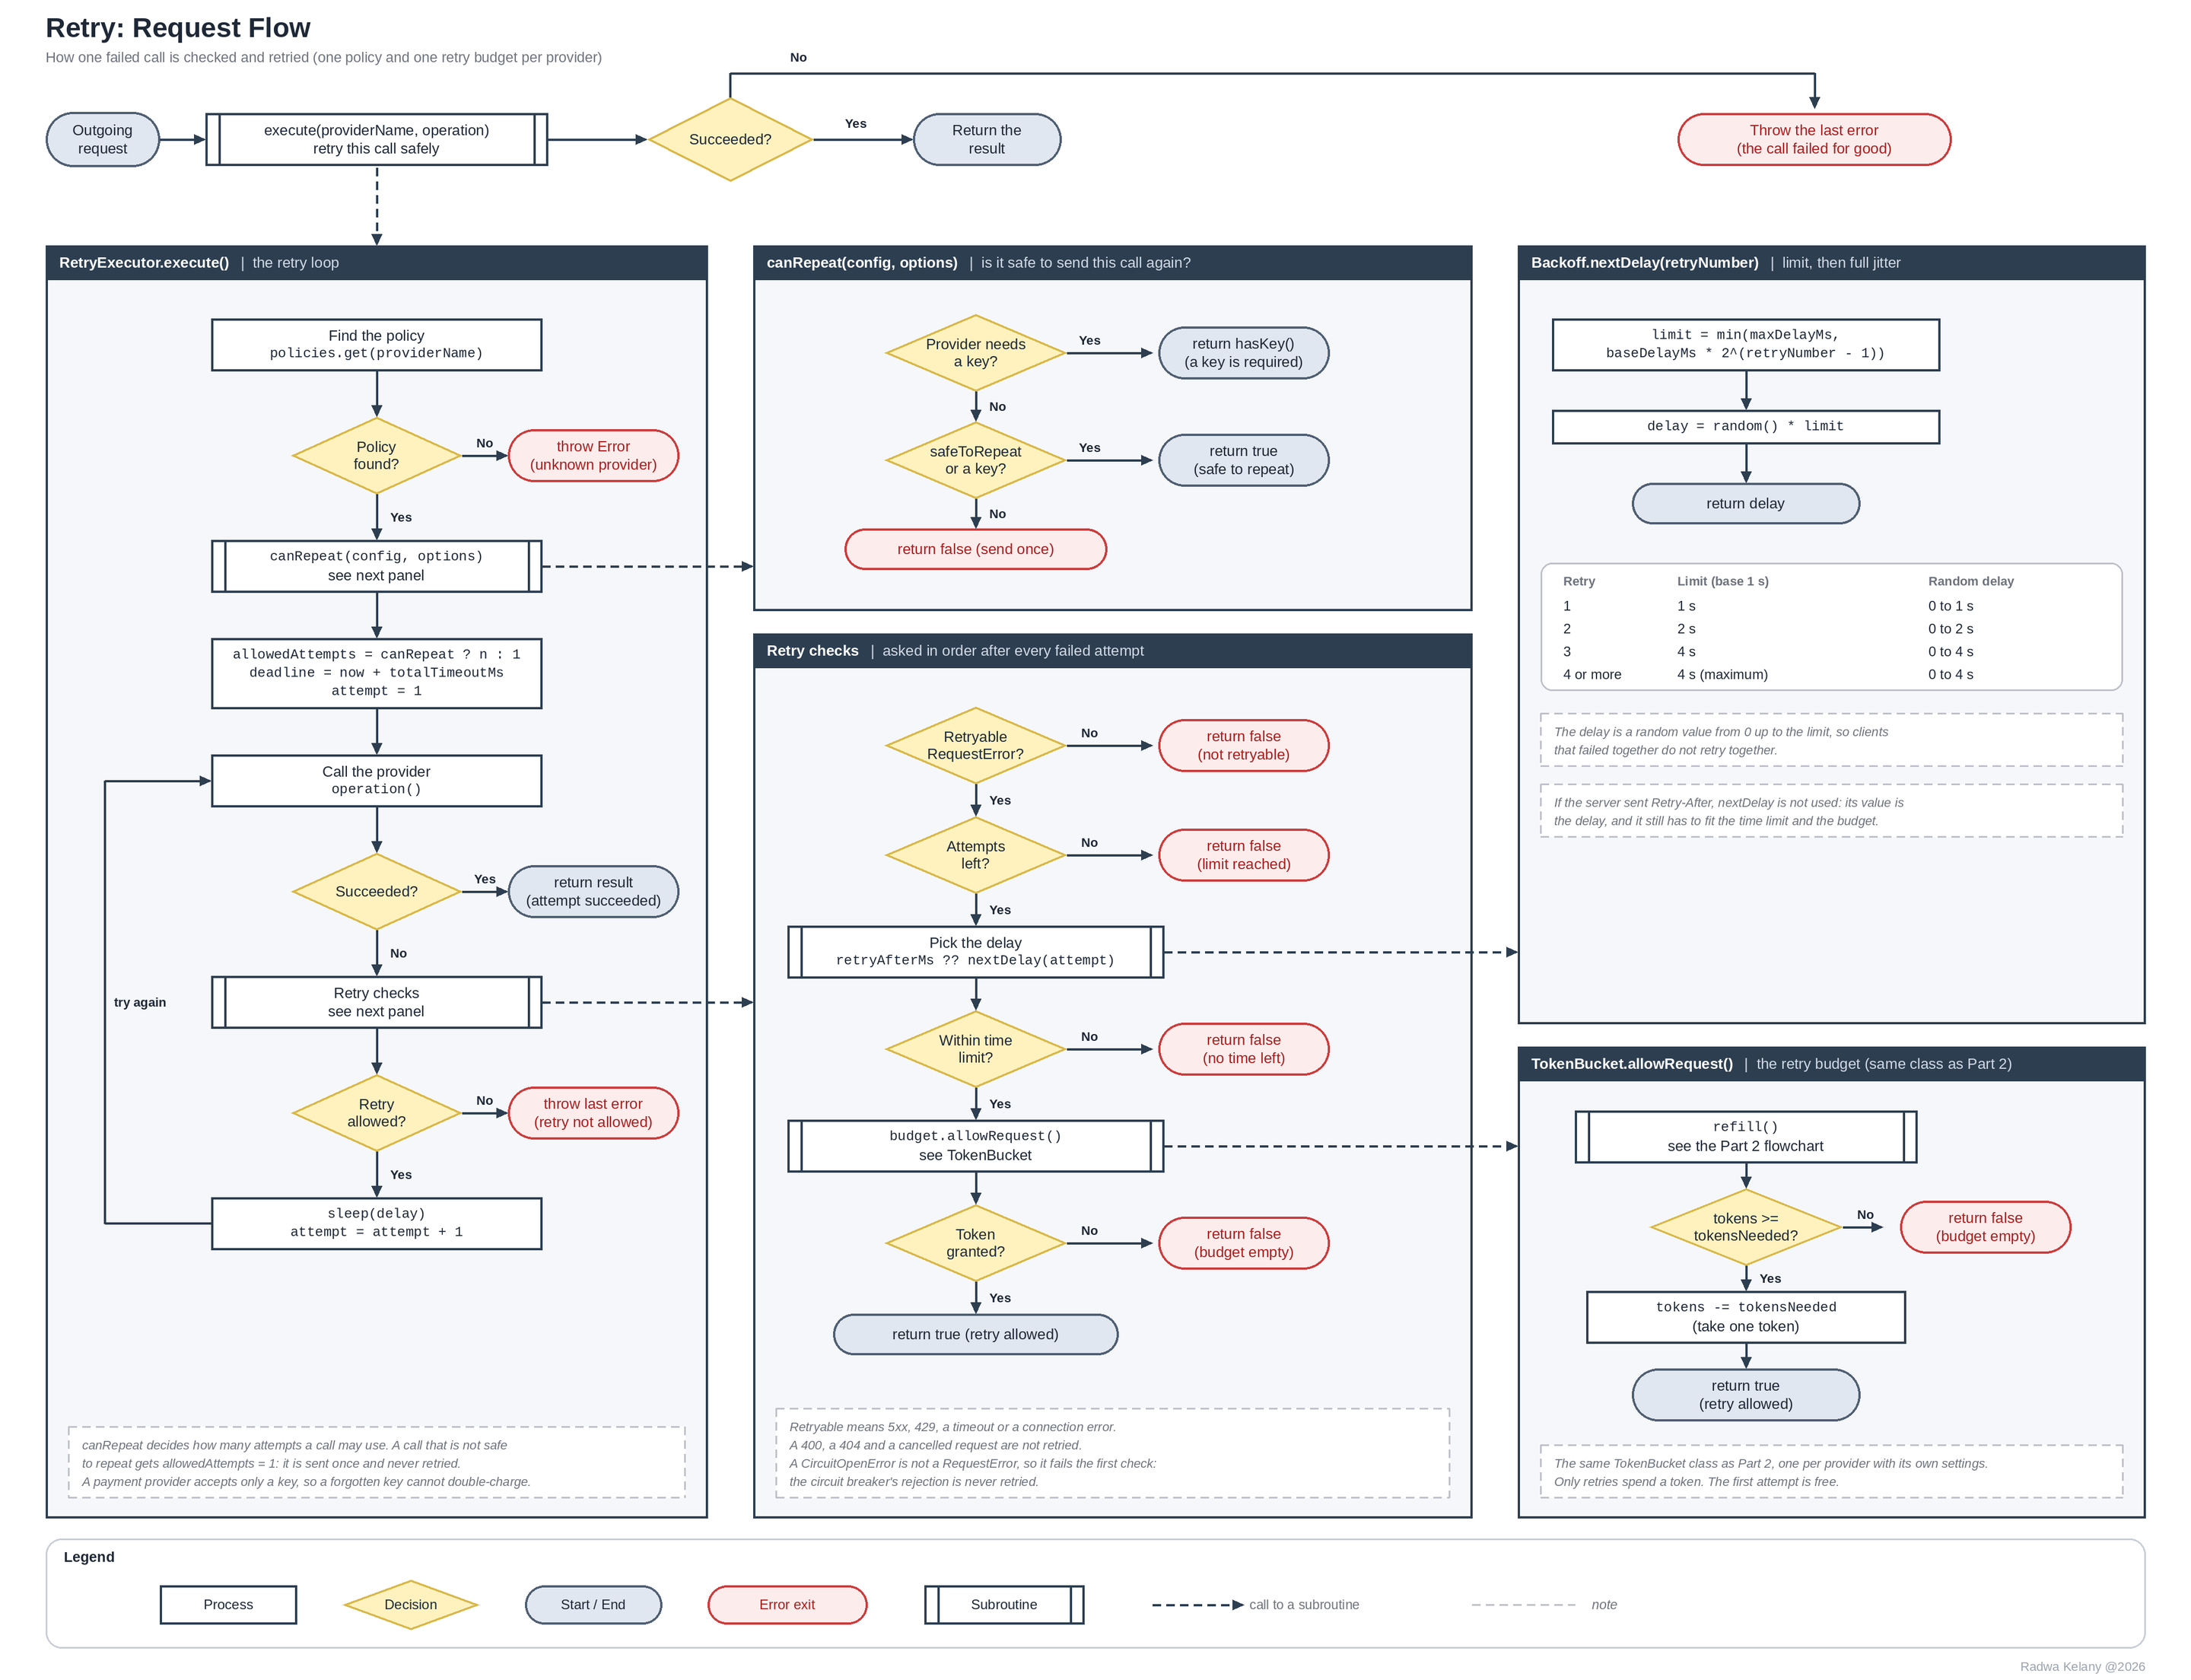 Retry: Request Flow
How one failed call is checked and retried (one policy and one retry budget per provider)
No
Outgoing
request
execute(providerName, operation)
retry this call safely
Succeeded?
Yes
Return the
result
Throw the last error
(the call failed for good)
RetryExecutor.execute() | the retry loop
Find the policy
policies.get(providerName)
Policy
found?
No
throw Error
(unknown provider)
Yes
canRepeat(config, options)
see next panel
allowedAttempts = canRepeat ? n : 1
deadline = now + totalTimeoutMs
attempt = 1
Call the provider
operation()
Succeeded?
Yes
return result
(attempt succeeded)
No
try again
Retry checks
see next panel
Retry
allowed?
No
throw last error
(retry not allowed)
Yes
sleep(delay)
attempt = attempt + 1
canRepeat decides how many attempts a call may use. A call that is not safe
to repeat gets allowedAttempts = 1: it is sent once and never retried.
A payment provider accepts only a key, so a forgotten key cannot double-charge.
canRepeat(config, options) | is it safe to send this call again?
Provider needs
a key?
Yes
return hasKey()
(a key is required)
No
safeToRepeat
or a key?
Yes
return true
(safe to repeat)
No
return false (send once)
Retry checks | asked in order after every failed attempt
Retryable
RequestError?
No
return false
(not retryable)
Yes
Attempts
left?
No
return false
(limit reached)
Yes
Pick the delay
retryAfterMs ?? nextDelay(attempt)
Within time
limit?
No
return false
(no time left)
Yes
budget.allowRequest()
see TokenBucket
Token
granted?
No
return false
(budget empty)
Yes
return true (retry allowed)
Retryable means 5xx, 429, a timeout or a connection error.
A 400, a 404 and a cancelled request are not retried.
A CircuitOpenError is not a RequestError, so it fails the first check:
the circuit breaker's rejection is never retried.
Backoff.nextDelay(retryNumber) | limit, then full jitter
limit = min(maxDelayMs,
baseDelayMs * 2^(retryNumber - 1))
delay = random() * limit
return delay
Retry Limit (base 1 s) Random delay
1 1 s 0 to 1 s
2 2 s 0 to 2 s
3 4 s 0 to 4 s
4 or more 4 s (maximum) 0 to 4 s
The delay is a random value from 0 up to the limit, so clients
that failed together do not retry together.
If the server sent Retry-After, nextDelay is not used: its value is
the delay, and it still has to fit the time limit and the budget.
TokenBucket.allowRequest() | the retry budget (same class as Part 2)
refill()
see the Part 2 flowchart
tokens >=
tokensNeeded?
No
return false
(budget empty)
Yes
tokens -= tokensNeeded
(take one token)
return true
(retry allowed)
The same TokenBucket class as Part 2, one per provider with its own settings.
Only retries spend a token. The first attempt is free.
Legend
Process
Decision
Start / End
Error exit
Subroutine
call to a subroutine
note
Radwa Kelany @2026